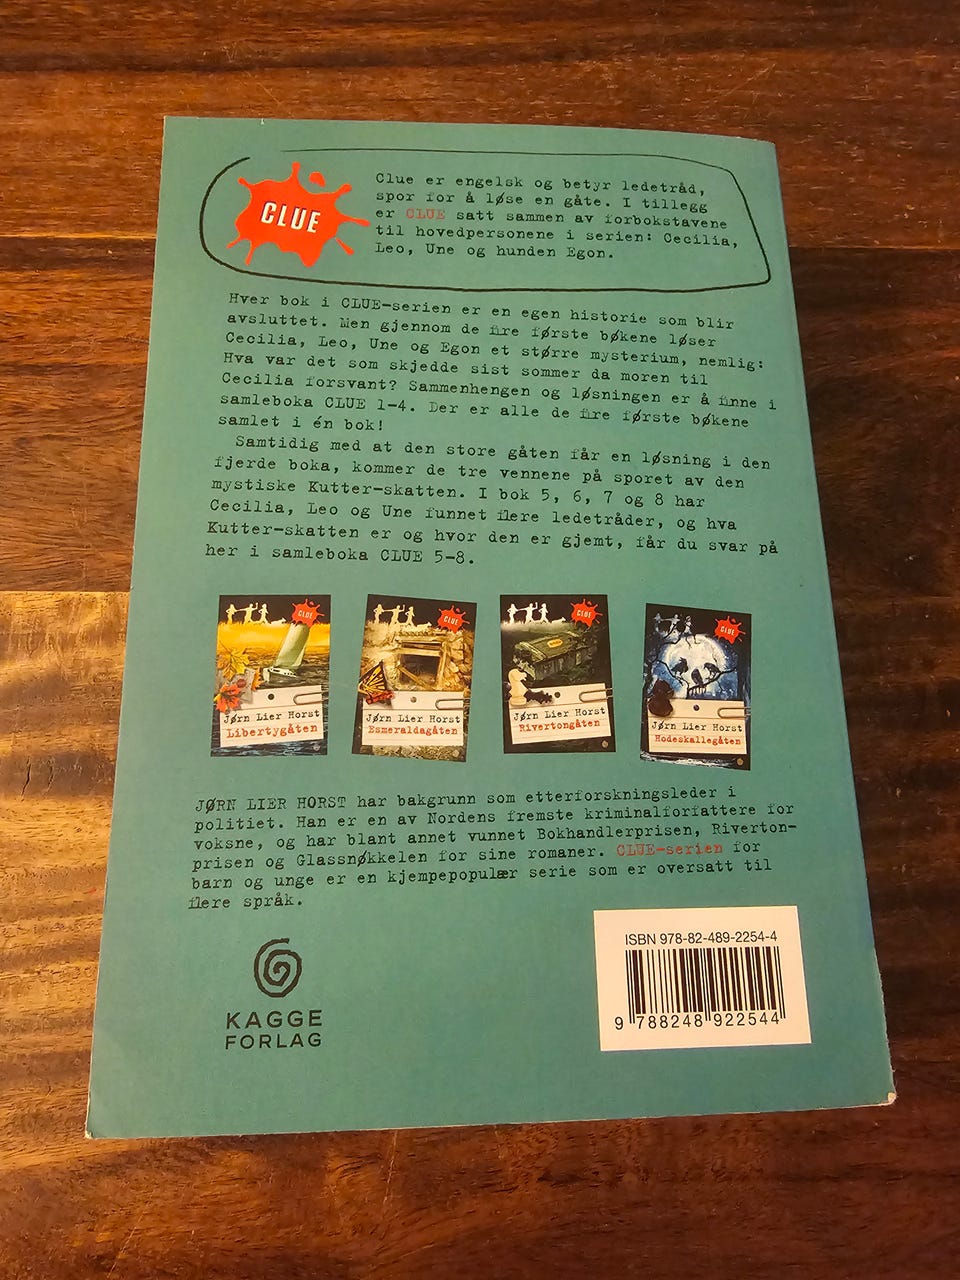 CLUE
Clue er engelsk og betyr ledetråd,
spor for å løse en gåte. I tillegg
er CLUE satt sammen av forbokstavene
til hovedpersonene i serien: Cecilia,
Leo, Une og hunden Egon.
Hver bok i CLUE-serien er en egen historie som blir
avsluttet. Men gjennom de fire første bøkene løser
Cecilia, Leo, Une og Egon et større mysterium, nemlig:
Hva var det som skjedde sist sommer da moren til
Cecilia forsvant? Sammenhengen og løsningen er å finne i
samleboka CLUE 1-4. Der er alle de fire første bøkene
samlet i én bok!
Samtidig med at den store gåten får en løsning i den
fjerde boka, kommer de tre vennene på sporet av den
mystiske Kutter-skatten. I bok 5, 6, 7 og 8 har
Cecilia, Leo og Une funnet flere ledetråder, og hva
Kutter-skatten er og hvor den er gjemt, får du svar på
her i samleboka CLUE 5-8.
CLUE
Jørn Lier Horst
Libertygåten
CLUE
Jørn Lier Horst
Esmeraldagåten
CLUE
Jørn Lier Horst
Rivertongåten
CLUE
Jørn Lier Horst
Hodeskallegåten
JØRN LIER HORST har bakgrunn som etterforskningsleder i
politiet. Han er en av Nordens fremste kriminalforfattere for
voksne, og har blant annet vunnet Bokhandlerprisen, Riverton-
prisen og Glassnøkkelen for sine romaner. CLUE-serien for
barn og unge er en kjempepopulær serie som er oversatt til
flere språk.
KAGGE
FORLAG
ISBN 978-82-489-2254-4
9 788248 922544